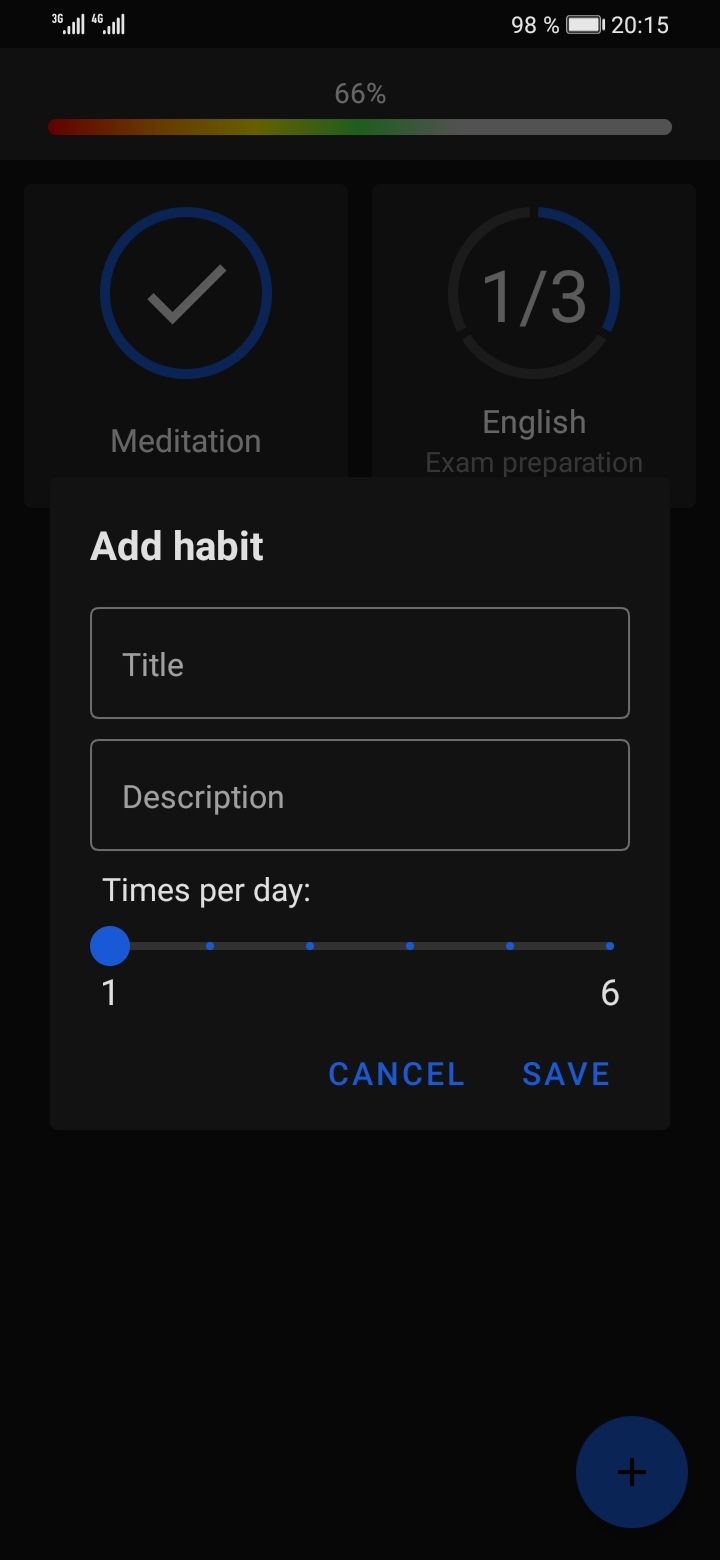 3G 4G 98 % 20:15
66%
1/3
Meditation
English
Exam preparation
Add habit
Title
Description
Times per day:
1 6
CANCEL SAVE
+